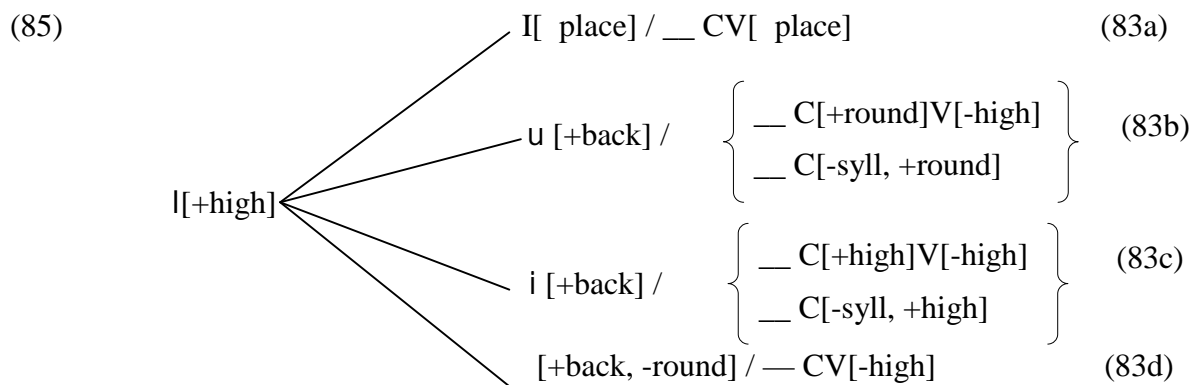 (85) I[ place] / __ CV[ place] (83a)
u [+back] / __ C[+round]V[-high] (83b)
__ C[-syll, +round]
I[+high]
i [+back] / __ C[+high]V[-high] (83c)
__ C[-syll, +high]
[+back, -round] / — CV[-high] (83d)